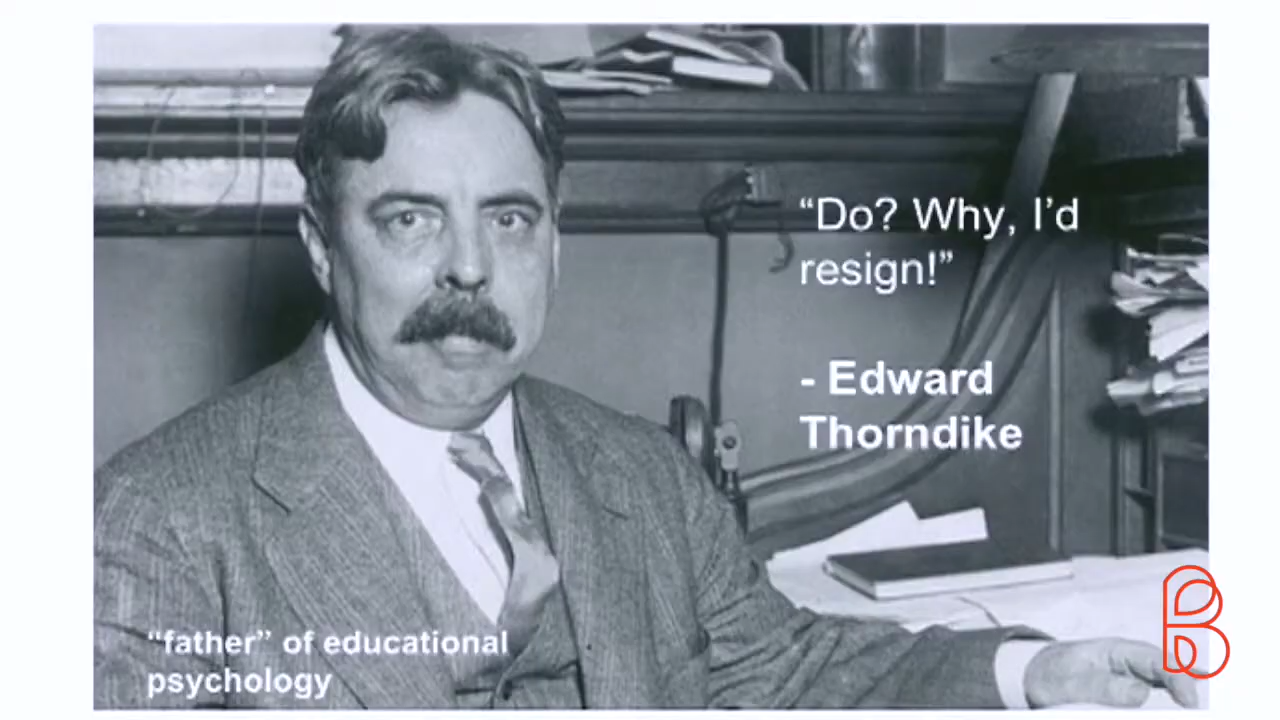 “Do? Why, I’d
resign!”
- Edward
Thorndike
“father” of educational
psychology